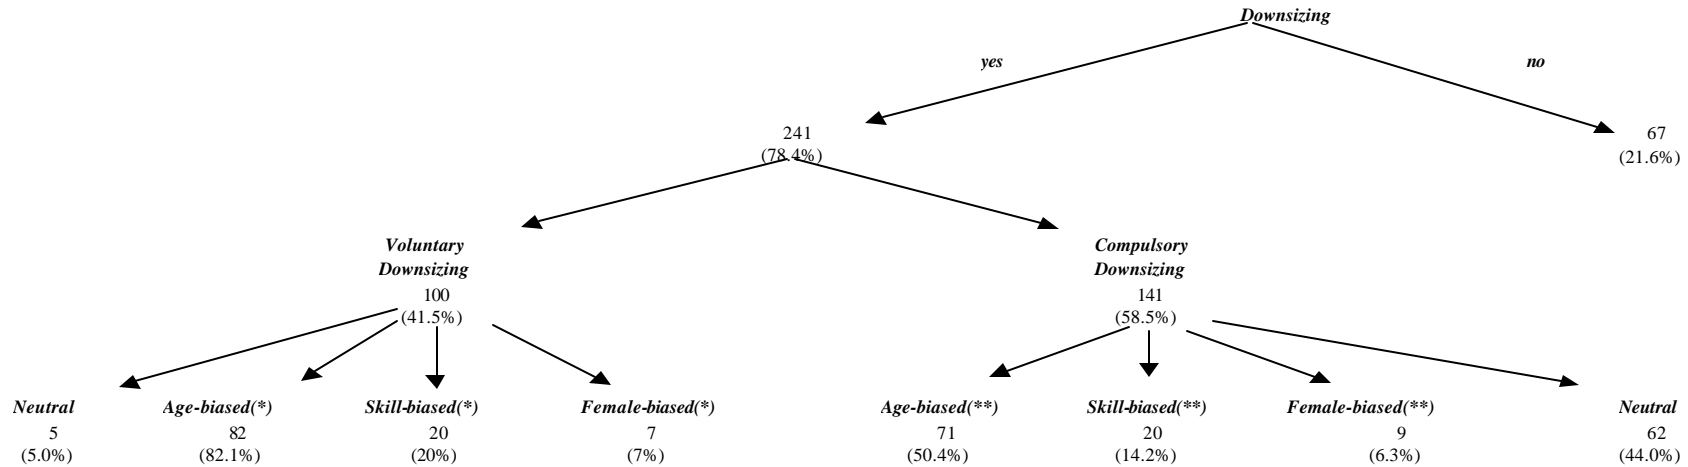 Downsizing
yes
no
241
(78.4%)
67
(21.6%)
Voluntary
Downsizing
100
(41.5%)
Compulsory
Downsizing
141
(58.5%)
Neutral
5
(5.0%)
Age-biased(*)
82
(82.1%)
Skill-biased(*)
20
(20%)
Female-biased(*)
7
(7%)
Age-biased(**)
71
(50.4%)
Skill-biased(**)
20
(14.2%)
Female-biased(**)
9
(6.3%)
Neutral
62
(44.0%)